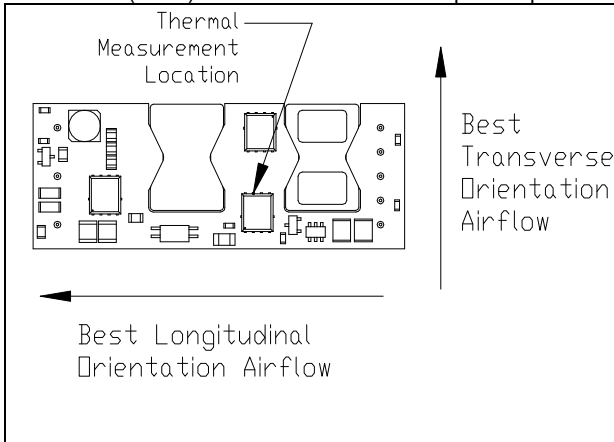 Thermal
Measurement
Location
Best
Transverse
Orientation
Airflow
Best Longitudinal
Orientation Airflow